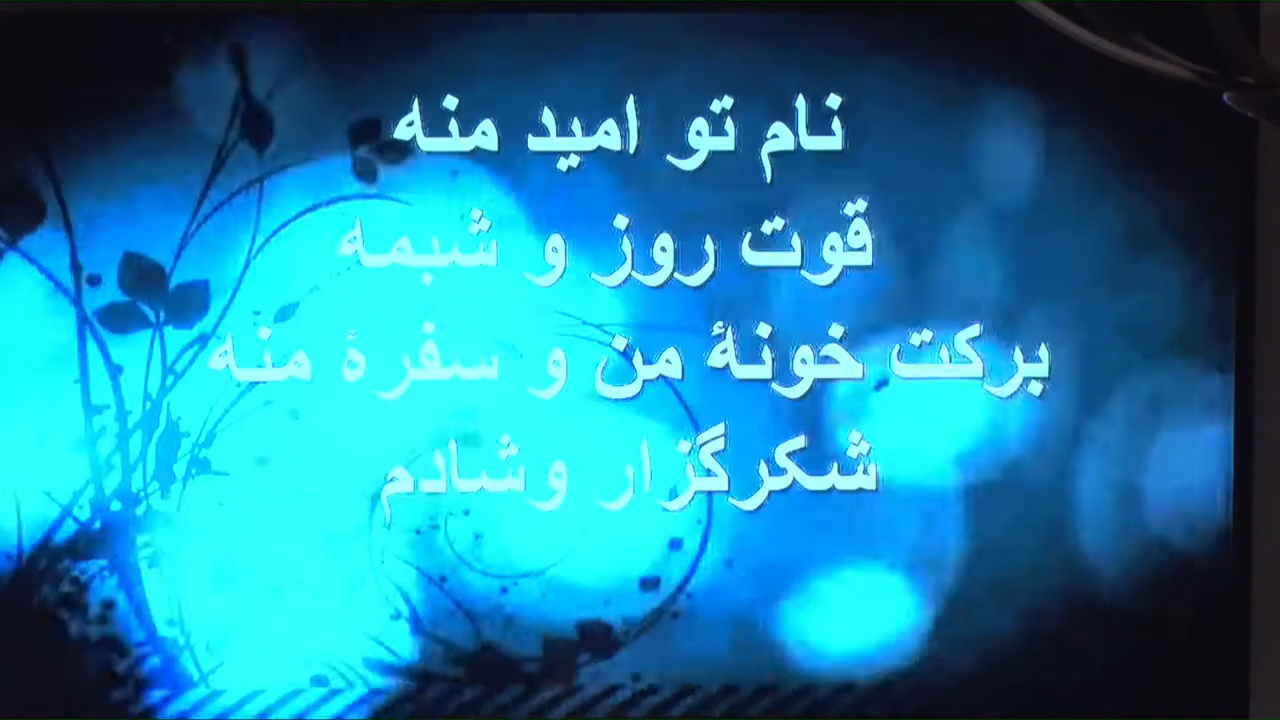 نام تو امید منه
قوت روز و شبمه
برکت خونهٔ من و سفرهٔ منه
شکرگزار وشادم